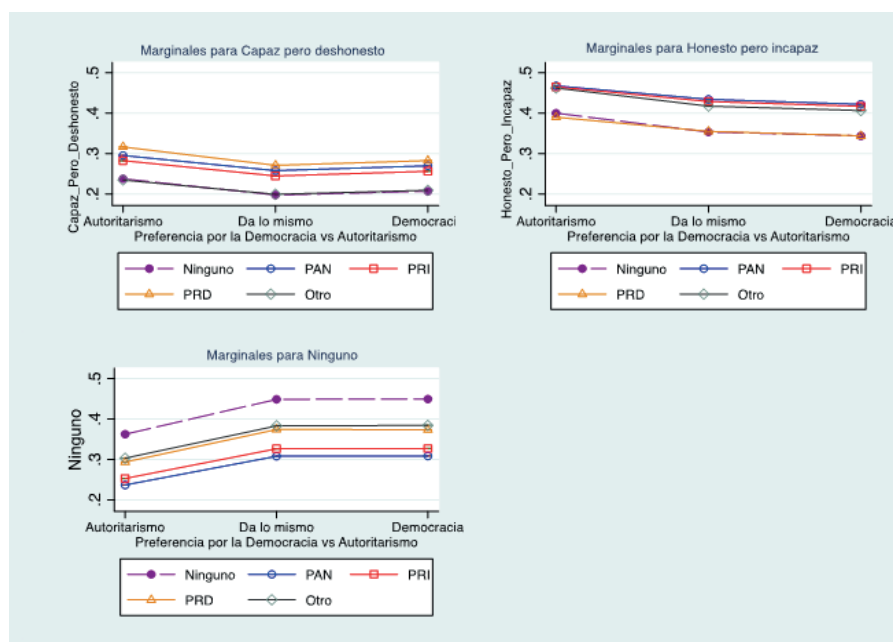 Marginales para Capaz pero deshonesto
Capaz_Pero_Deshonesto
.5
.4
.3
.2
Autoritarismo Da lo mismo Democraci
Preferencia por la Democracia vs Autoritarismo
Ninguno PAN PRI
PRD Otro
Marginales para Honesto pero incapaz
Honesto_Pero_Incapaz
.5
.4
.3
.2
Autoritarismo Da lo mismo Democracia
Preferencia por la Democracia vs Autoritarismo
Ninguno PAN PRI
PRD Otro
Marginales para Ninguno
Ninguno
.5
.4
.3
.2
Autoritarismo Da lo mismo Democracia
Preferencia por la Democracia vs Autoritarismo
Ninguno PAN PRI
PRD Otro